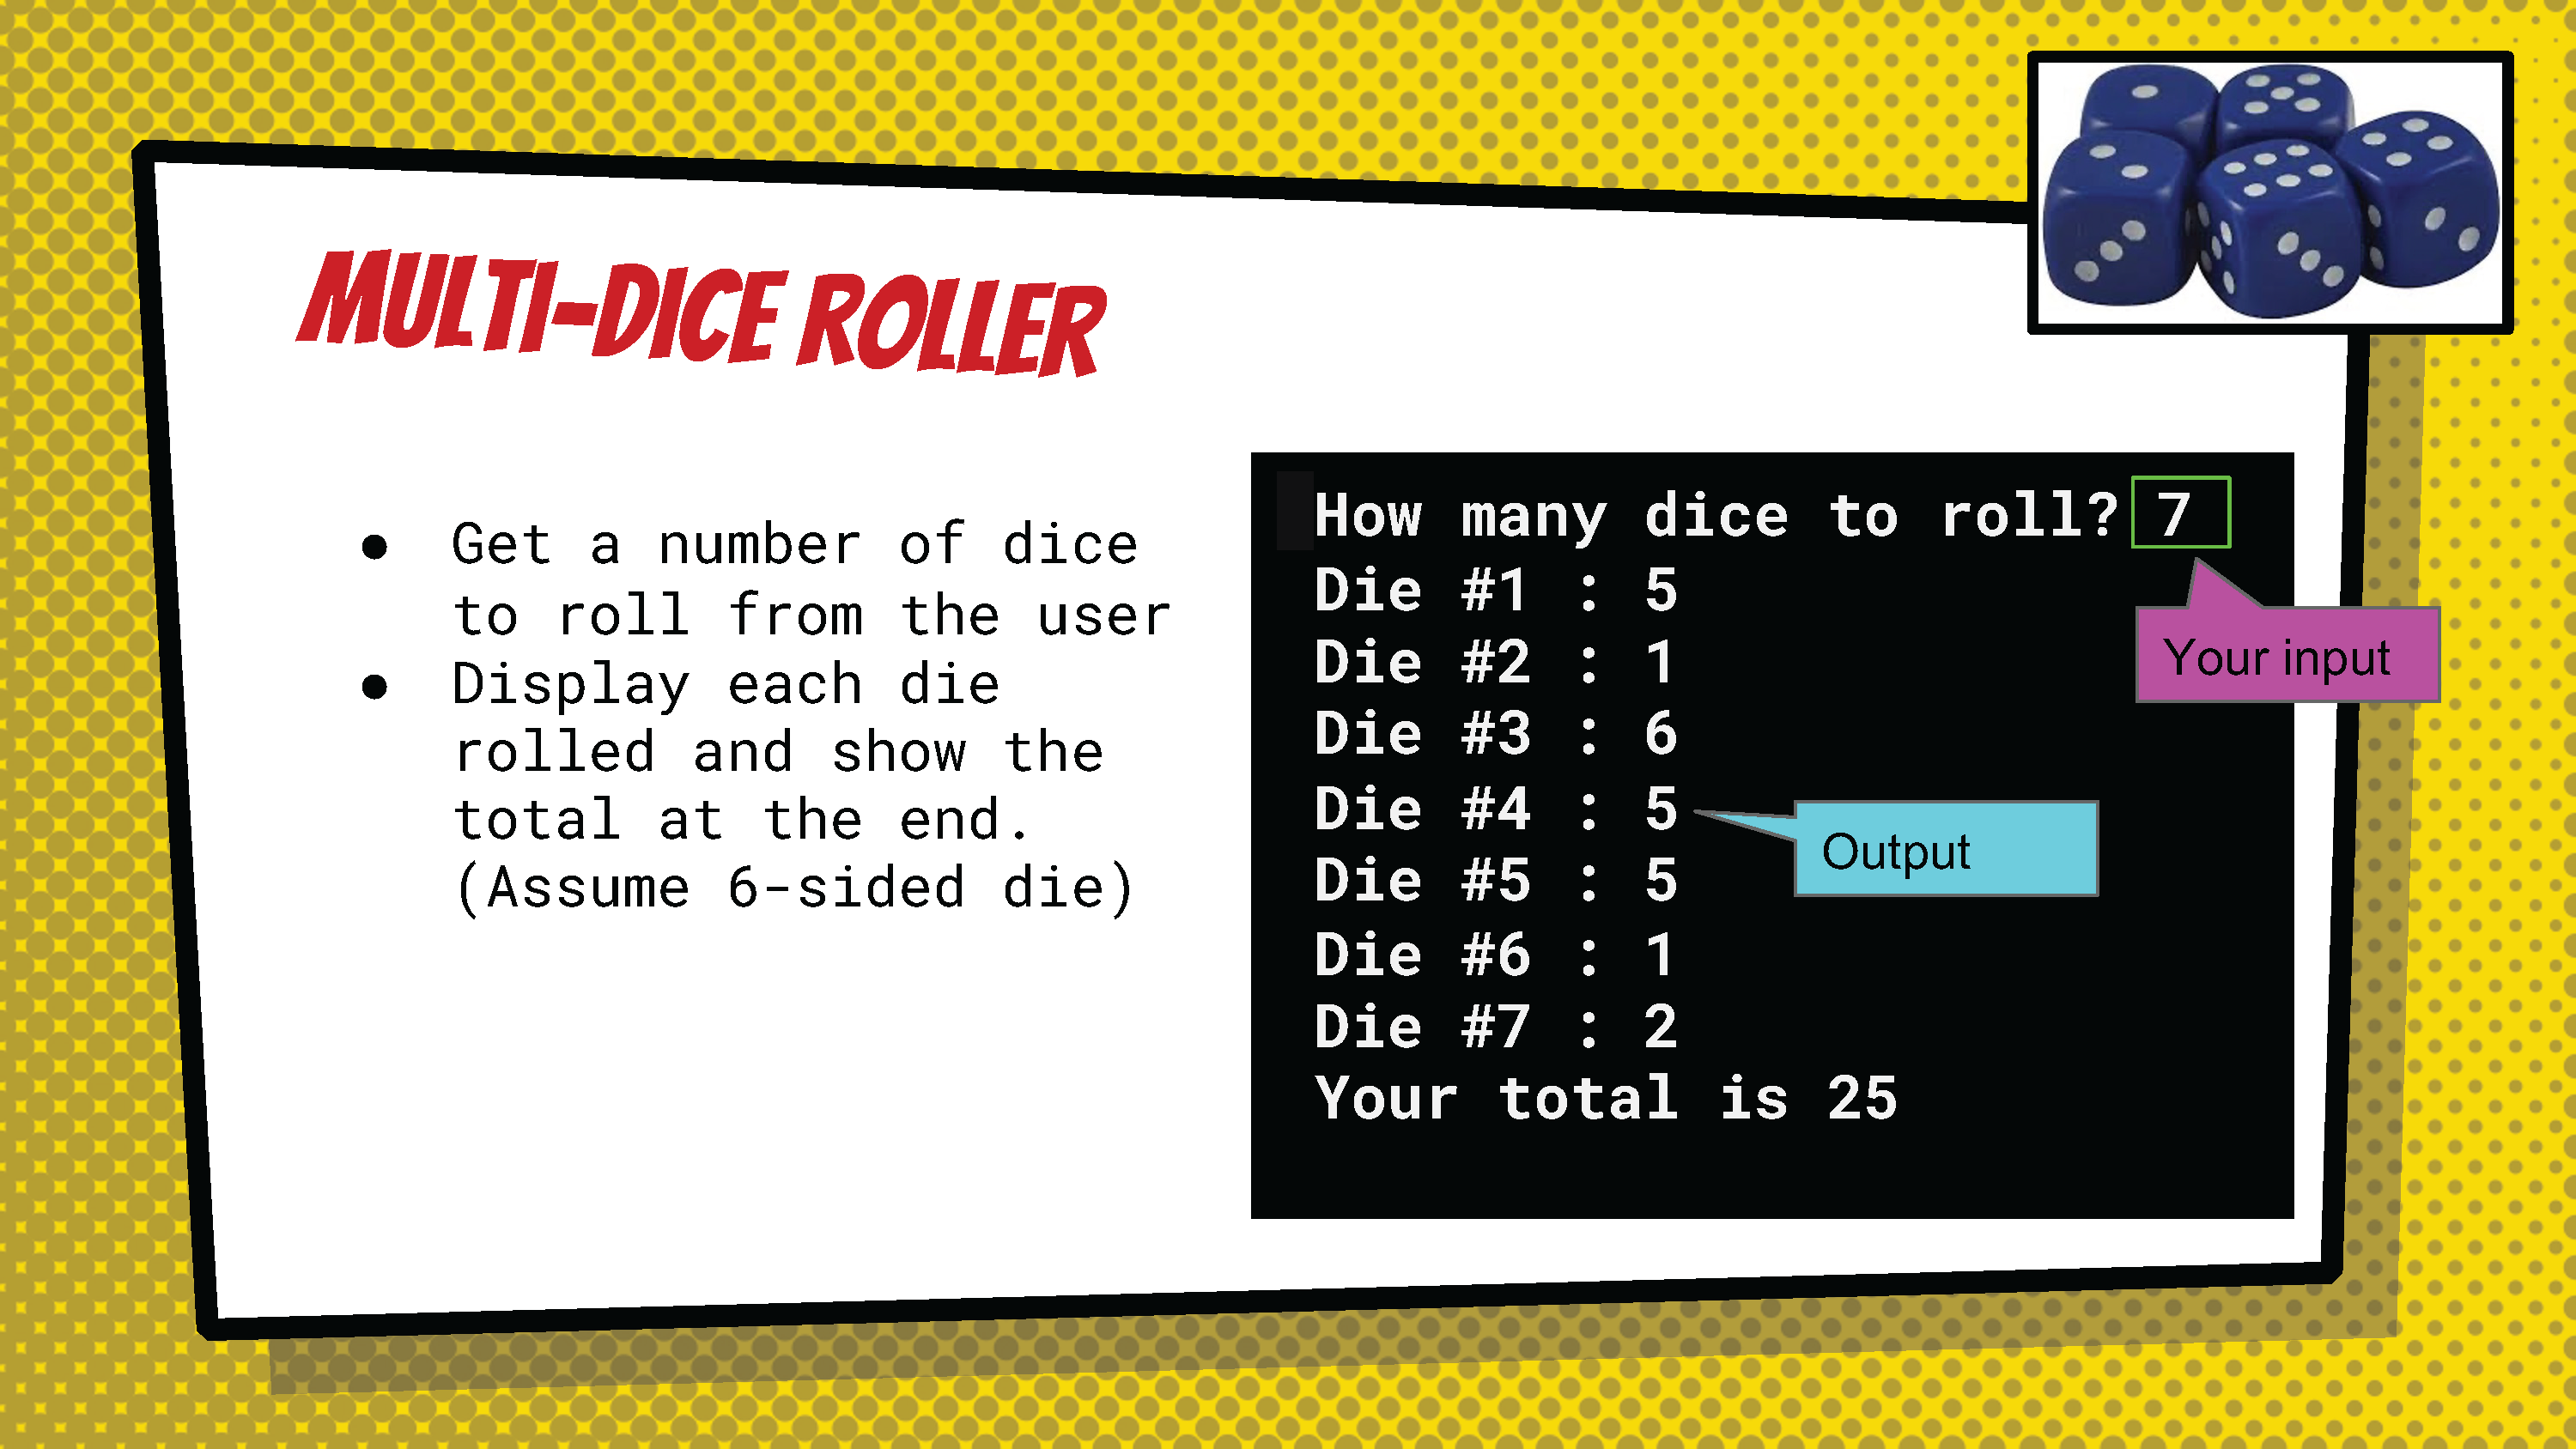 MULTI-DICE ROLLER
● Get a number of dice
to roll from the user
● Display each die
rolled and show the
total at the end.
(Assume 6-sided die)
How many dice to roll? 7
Die #1 : 5
Die #2 : 1
Die #3 : 6
Die #4 : 5
Die #5 : 5
Die #6 : 1
Die #7 : 2
Your total is 25
Your input
Output